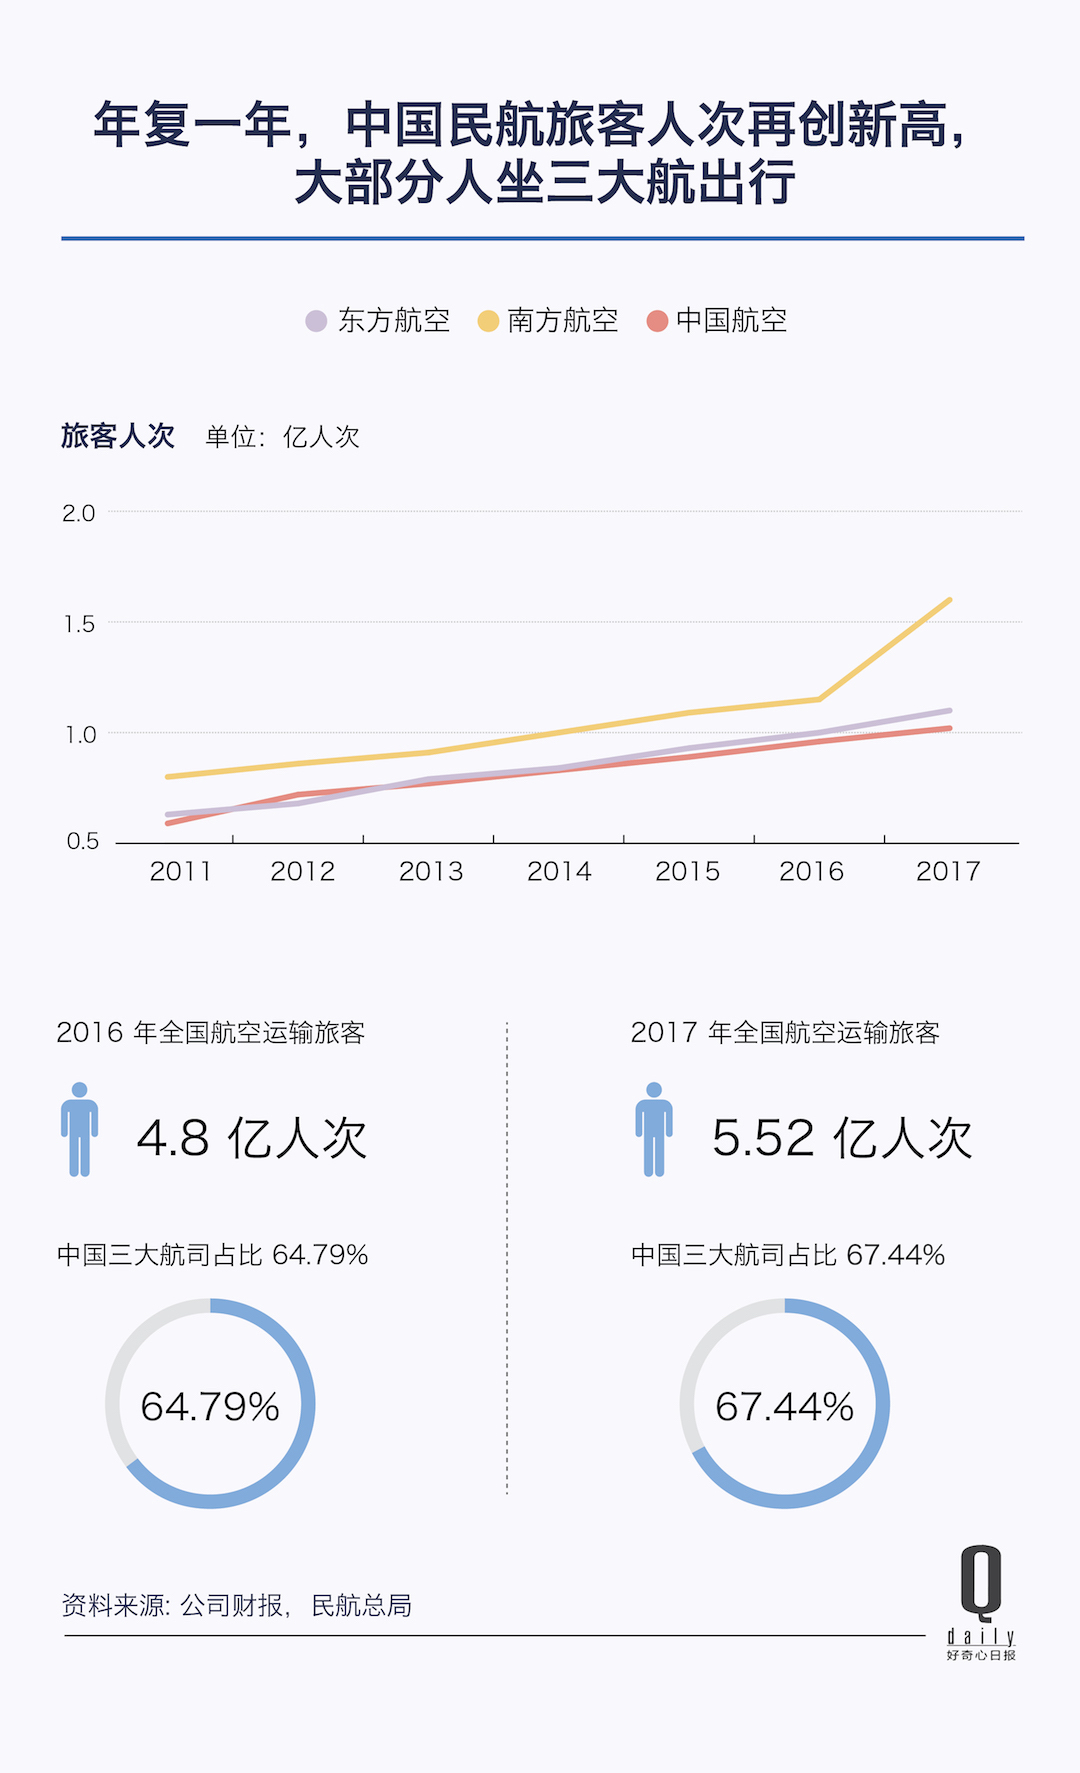 年复一年，中国民航旅客人次再创新高，
大部分人坐三大航出行
东方航空 南方航空 中国航空
旅客人次 单位：亿人次
2.0
1.5
1.0
0.5
2011 2012 2013 2014 2015 2016 2017
2016 年全国航空运输旅客
4.8 亿人次
中国三大航司占比 64.79%
64.79%
2017 年全国航空运输旅客
5.52 亿人次
中国三大航司占比 67.44%
67.44%
资料来源: 公司财报，民航总局
Q
daily
好奇心日报